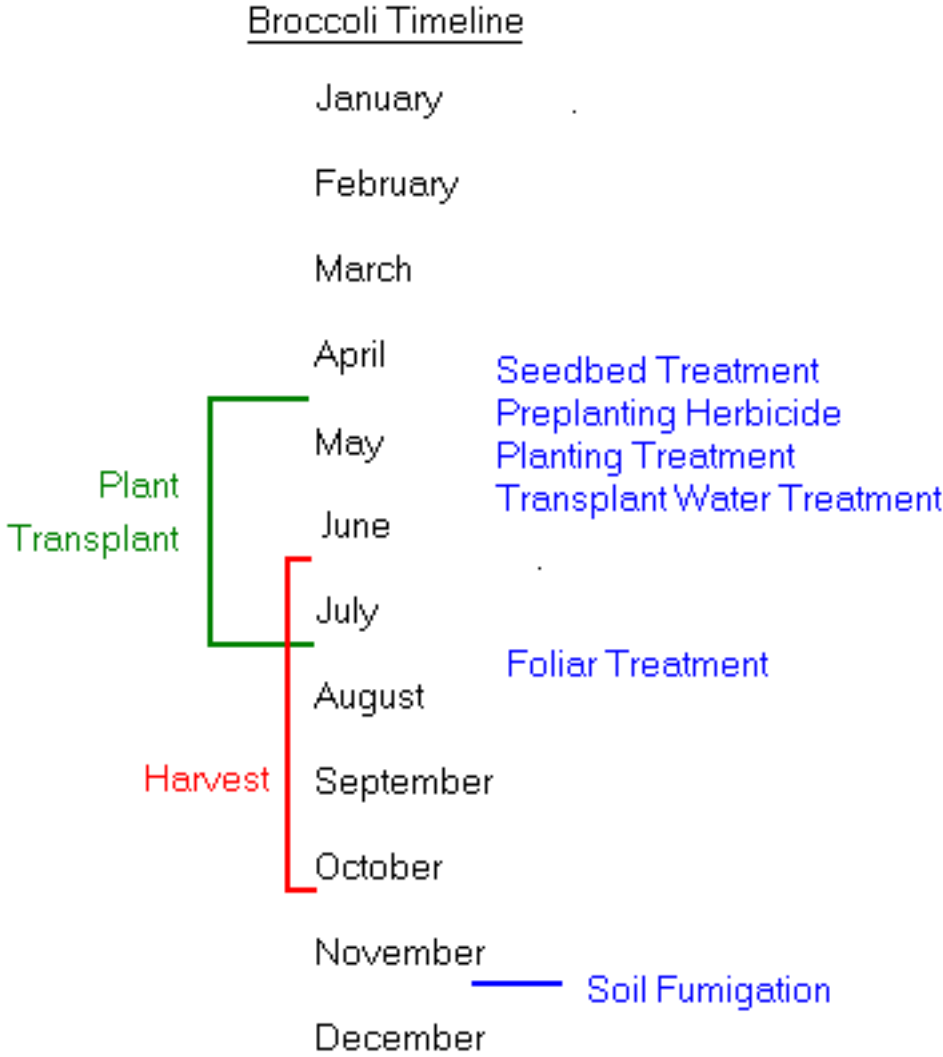 Broccoli Timeline
January
February
March
April
Seedbed Treatment
Preplanting Herbicide
May
Planting Treatment
Plant
Transplant Water Treatment
June
Transplant
July
Foliar Treatment
August
Harvest
September
October
November
Soil Fumigation
December